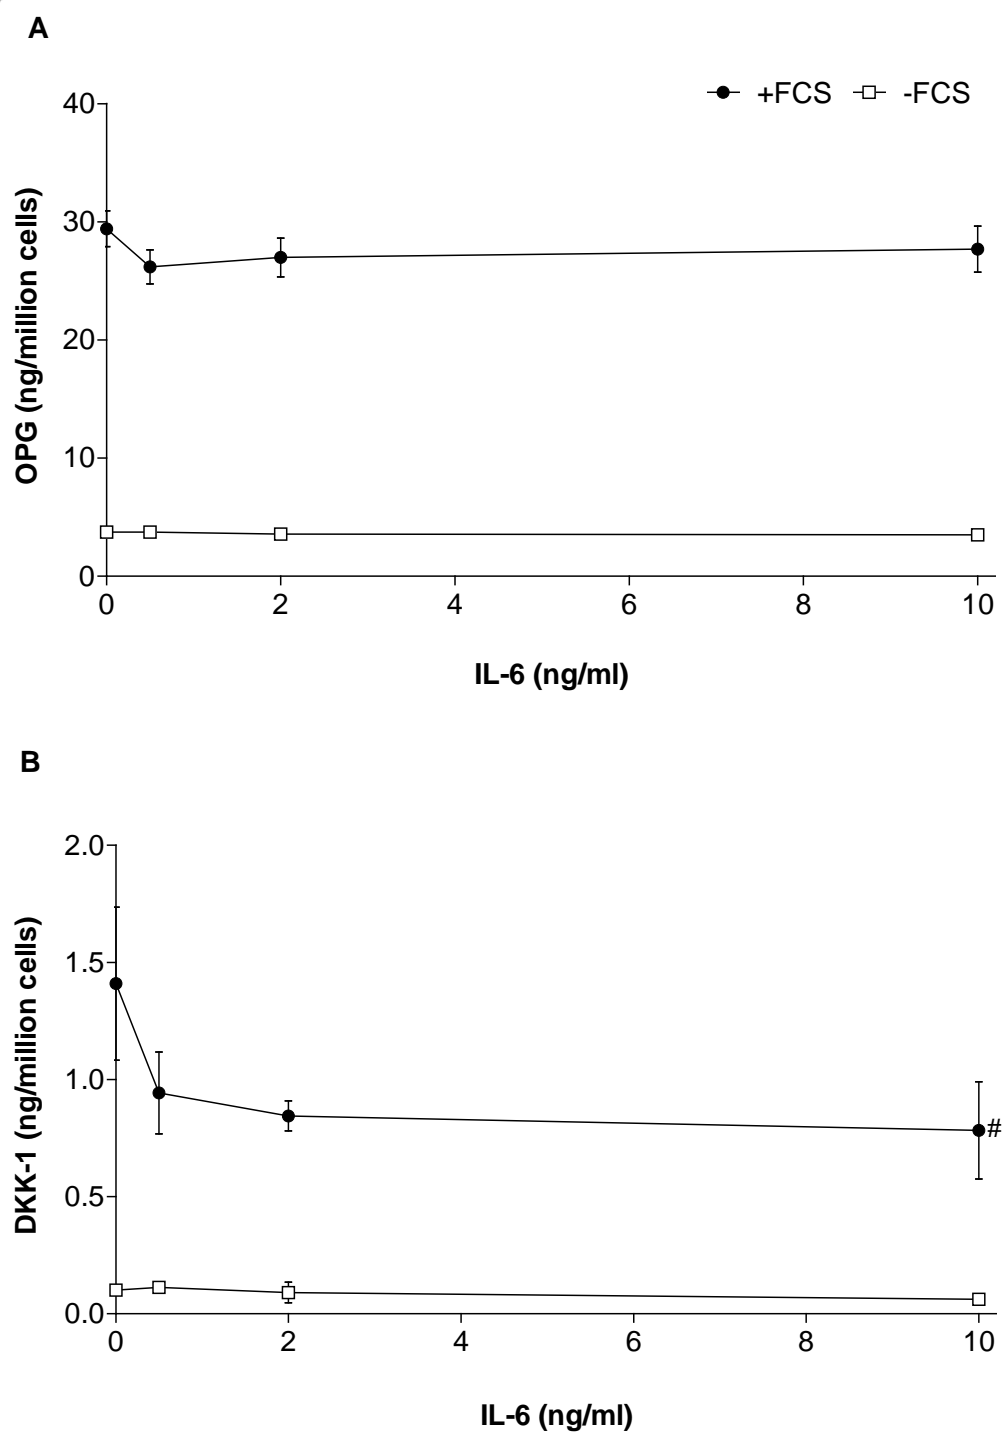 A
+FCS -FCS
40
30
20
10
0
OPG (ng/million cells)
0 2 4 6 8 10
IL-6 (ng/ml)
B
2.0
1.5
1.0
0.5
0.0
DKK-1 (ng/million cells)
#
0 2 4 6 8 10
IL-6 (ng/ml)